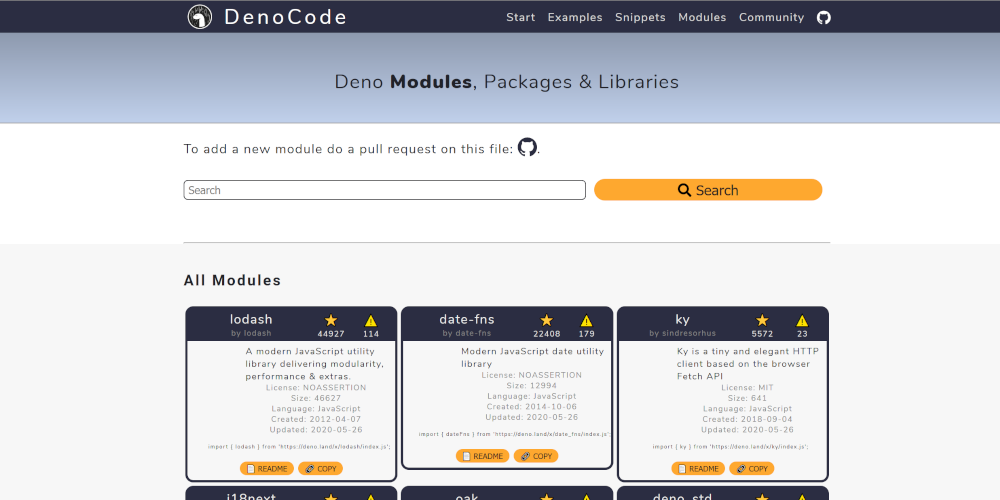 DenoCode
Start Examples Snippets Modules Community
Deno Modules, Packages & Libraries
To add a new module do a pull request on this file: .
Search
Search
All Modules
lodash
by lodash
44927 114
A modern JavaScript utility
library delivering modularity,
performance & extras.
License: NOASSERTION
Size: 46627
Language: JavaScript
Created: 2012-04-07
Updated: 2020-05-26
import { lodash } from 'https://deno.land/x/lodash/index.js';
README COPY
date-fns
by date-fns
22408 179
Modern JavaScript date utility
library
License: NOASSERTION
Size: 12994
Language: JavaScript
Created: 2014-10-06
Updated: 2020-05-26
import { dateFns } from 'https://deno.land/x/date_fns/index.js';
README COPY
ky
by sindresorhus
5572 23
Ky is a tiny and elegant HTTP
client based on the browser
Fetch API
License: MIT
Size: 641
Language: JavaScript
Created: 2018-09-04
Updated: 2020-05-26
import { ky } from 'https://deno.land/x/ky/index.js';
README COPY
i18next
oak
deno_std